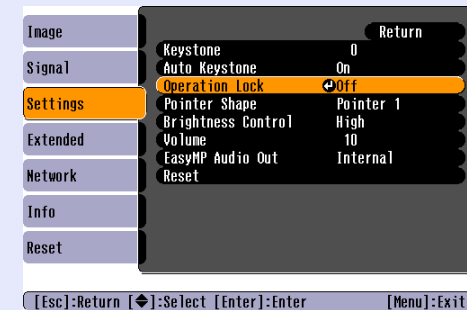 Image
Signal
Settings
Extended
Network
Info
Reset
Return
Keystone 0
Auto Keystone On
Operation Lock Off
Pointer Shape Pointer 1
Brightness Control High
Volume 10
EasyMP Audio Out Internal
Reset
[Esc]:Return [◆]:Select [Enter]:Enter [Menu]:Exit